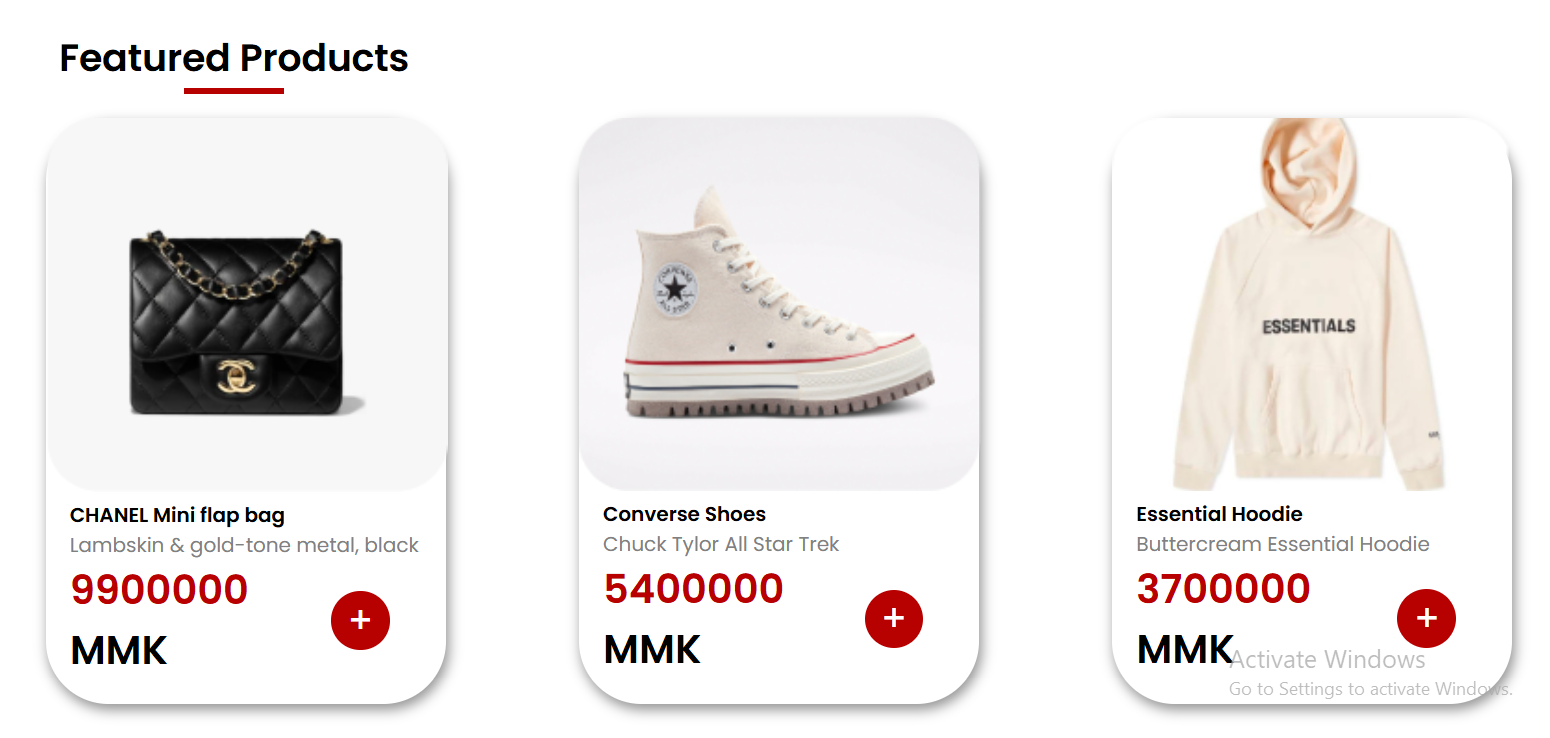 Featured Products
CONVERSE
ALL STAR
ESSENTIALS
CHANEL Mini flap bag
Lambskin & gold-tone metal, black
9900000
MMK
+
Converse Shoes
Chuck Tylor All Star Trek
5400000
MMK
+
Essential Hoodie
Buttercream Essential Hoodie
3700000
MMK
+
Activate Windows
Go to Settings to activate Windows.